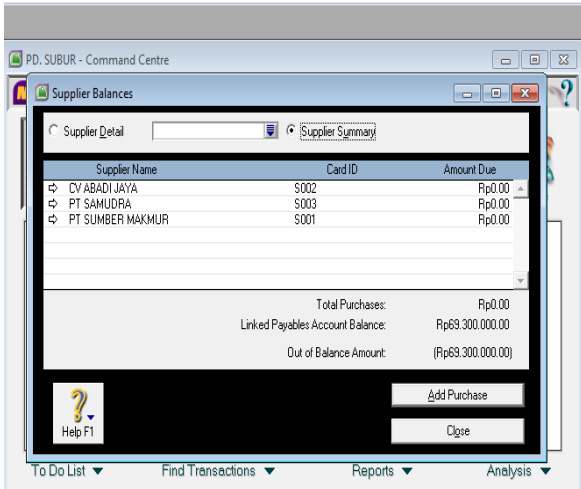 PD. SUBUR - Command Centre
Supplier Balances
Supplier Detail Supplier Summary
Supplier Name Card ID Amount Due
CV ABADI JAYA S002 Rp0.00
PT SAMUDRA S003 Rp0.00
PT SUMBER MAKMUR S001 Rp0.00
Total Purchases: Rp0.00
Linked Payables Account Balance: Rp69.300.000.00
Out of Balance Amount: (Rp69.300.000.00)
Add Purchase
Help F1
Close
To Do List Find Transactions Reports Analysis